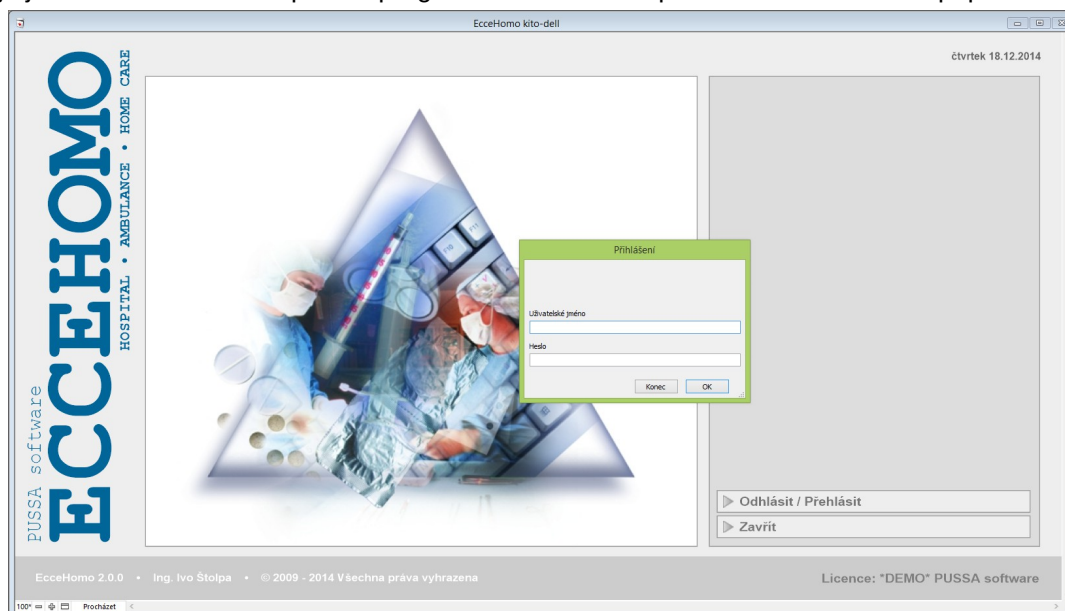 EcceHomo kito-dell
čtvrtek 18.12.2014
PUSSA software
ECCEHOMO
HOSPITAL • AMBULANCE • HOME CARE
F10
F11
Přihlášení
Uživatelské jméno
Heslo
Konec
OK
Odhlásit / Přehlásit
Zavřít
EcceHomo 2.0.0 • Ing. Ivo Štolpa • © 2009 - 2014 Všechna práva vyhrazena
Licence: *DEMO* PUSSA software
100*
Procházet